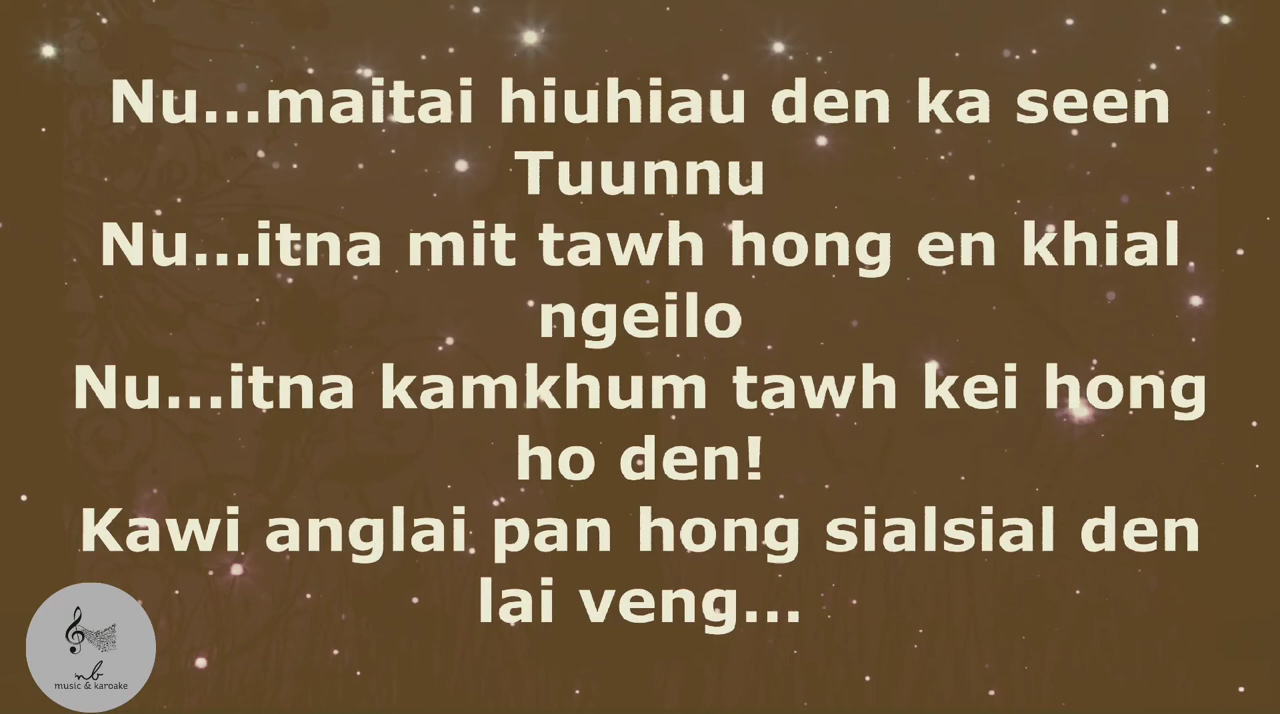 Nu...maitai hiuhiau den ka seen
Tuunnu
Nu...itna mit tawh hong en khial
ngeilo
Nu...itna kamkhum tawh kei hong
ho den!
Kawi anglai pan hong sialsial den
lai veng...
nb
music & karoake